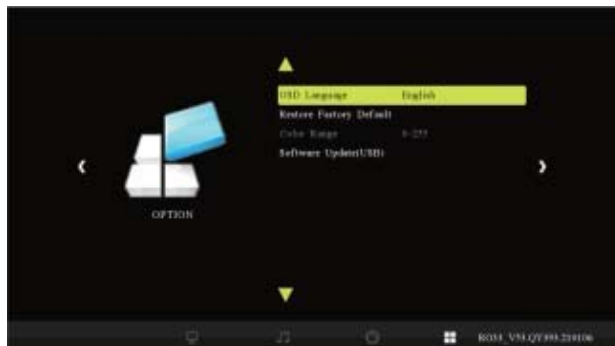 OSD Language English
Restore Factory Default
Color Range 0-255
Software Update(USB)
OPTION